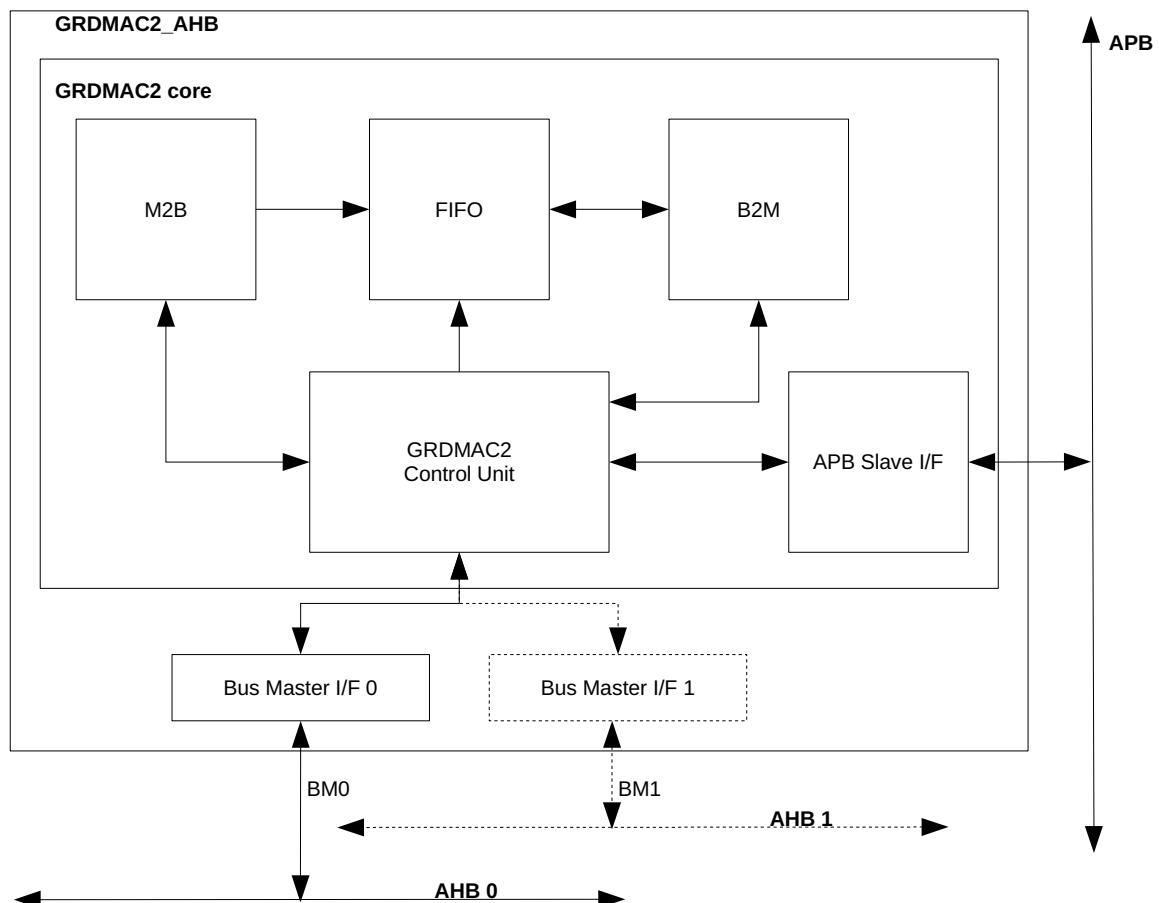 GRDMAC2_AHB
APB
GRDMAC2 core
M2B
FIFO
B2M
GRDMAC2
Control Unit
APB Slave I/F
Bus Master I/F 0
Bus Master I/F 1
BM0
BM1
AHB 1
AHB 0